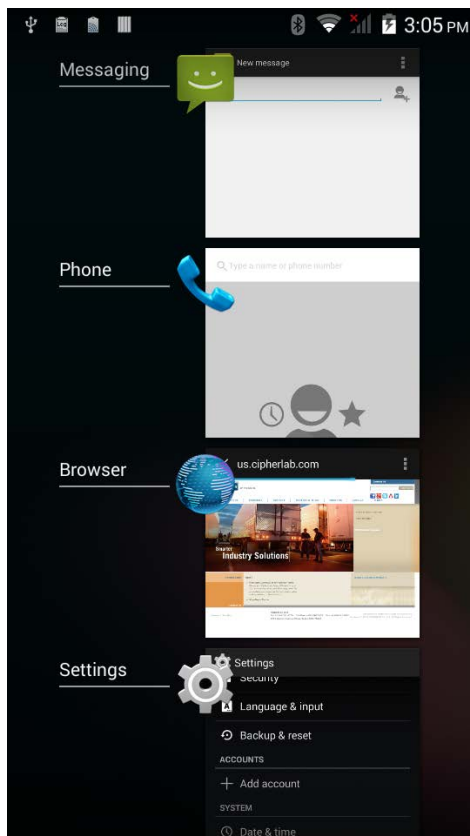 3:05 PM
Messaging
New message
Phone
Type a name or phone number
Browser
us.cipherlab.com
Smarter
Industry Solutions
Settings
Settings
Security
Language & input
Backup & reset
ACCOUNTS
Add account
SYSTEM
Date & time